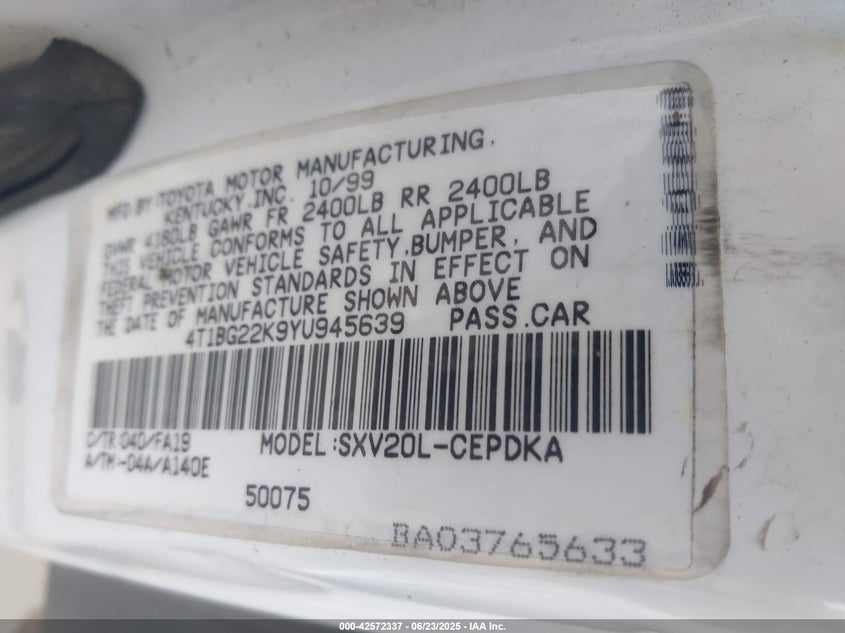 MFD.BY TOYOTA MOTOR MANUFACTURING,
KENTUCKY,INC. 10/99
GVWR 4180LB GAWR FR 2400LB RR 2400LB
THIS VEHICLE CONFORMS TO ALL APPLICABLE
FEDERAL MOTOR VEHICLE SAFETY,BUMPER, AND
THEFT PREVENTION STANDARDS IN EFFECT ON
THE DATE OF MANUFACTURE SHOWN ABOVE
4T1BG22K9YU945639 PASS.CAR
C/TR:040/FA19 MODEL:SXV20L-CEPDKA
A/TM:-04A/A140E
50075
BA03765633
000-42572337 - 06/23/2025 - IAA Inc.